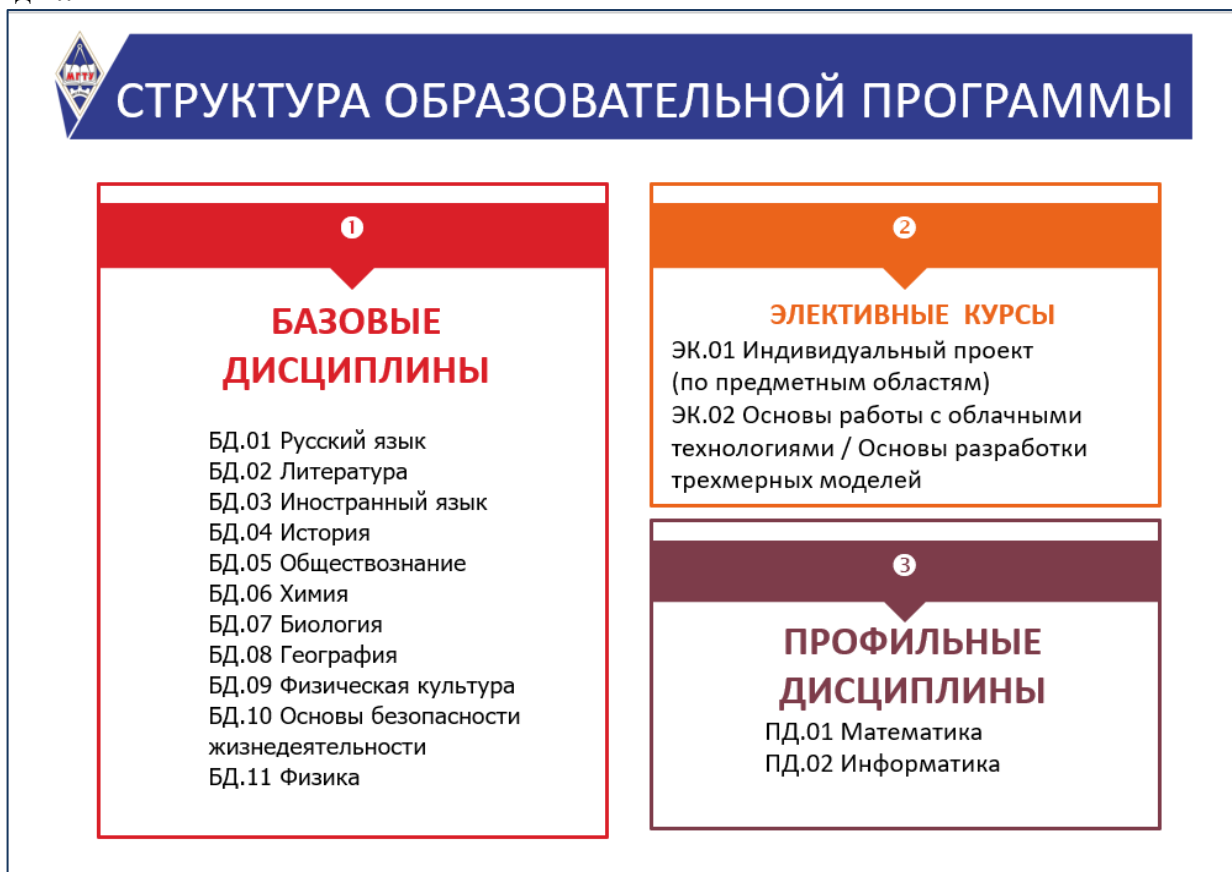 МГТУ
СТРУКТУРА ОБРАЗОВАТЕЛЬНОЙ ПРОГРАММЫ
1
БАЗОВЫЕ
ДИСЦИПЛИНЫ
БД.01 Русский язык
БД.02 Литература
БД.03 Иностранный язык
БД.04 История
БД.05 Обществознание
БД.06 Химия
БД.07 Биология
БД.08 География
БД.09 Физическая культура
БД.10 Основы безопасности
жизнедеятельности
БД.11 Физика
2
ЭЛЕКТИВНЫЕ КУРСЫ
ЭК.01 Индивидуальный проект
(по предметным областям)
ЭК.02 Основы работы с облачными
технологиями / Основы разработки
трехмерных моделей
3
ПРОФИЛЬНЫЕ
ДИСЦИПЛИНЫ
ПД.01 Математика
ПД.02 Информатика